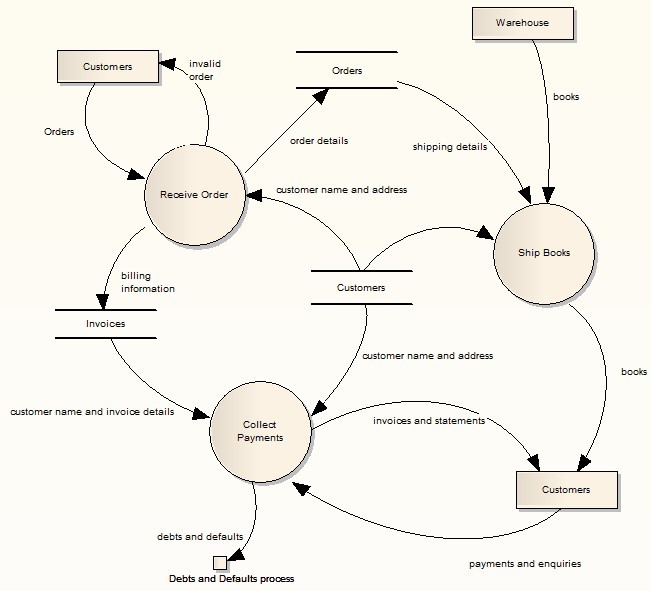 Warehouse
Customers
invalid
order
Orders
books
Orders
order details
shipping details
Receive Order
customer name and address
Ship Books
billing
information
Customers
Invoices
customer name and address
books
customer name and invoice details
Collect
Payments
invoices and statements
Customers
debts and defaults
payments and enquiries
Debts and Defaults process